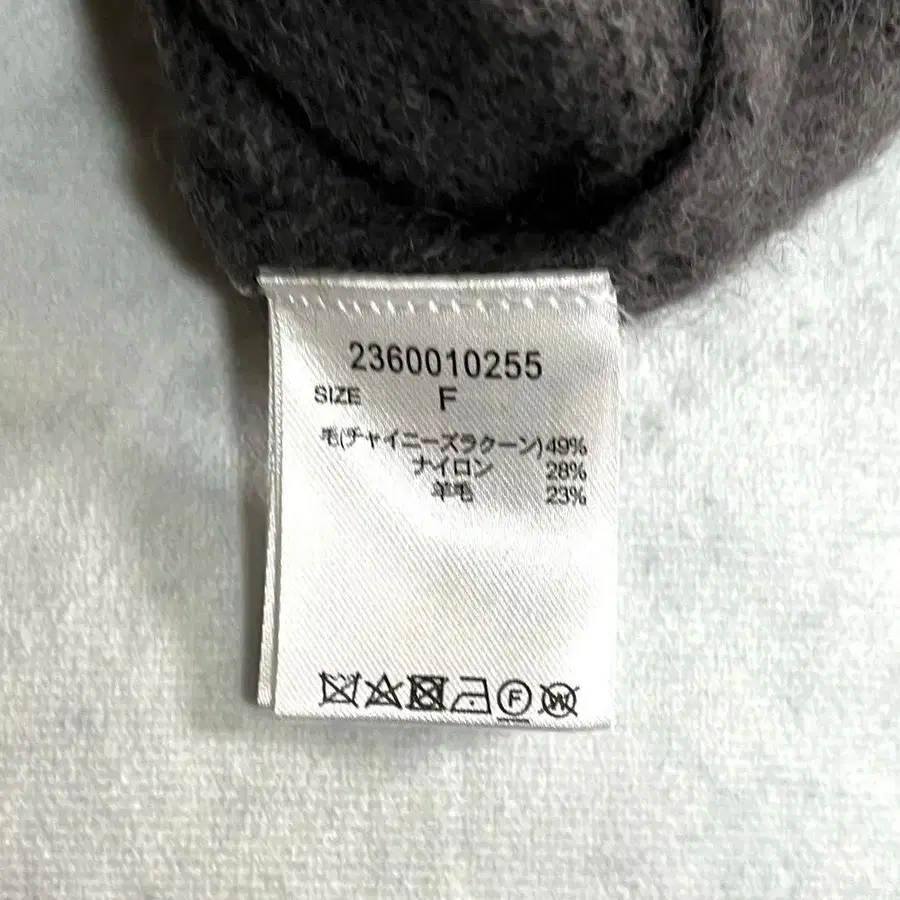 2360010255
SIZE F
毛(チャイニーズラクーン)49%
ナイロン 28%
羊毛 23%
F W